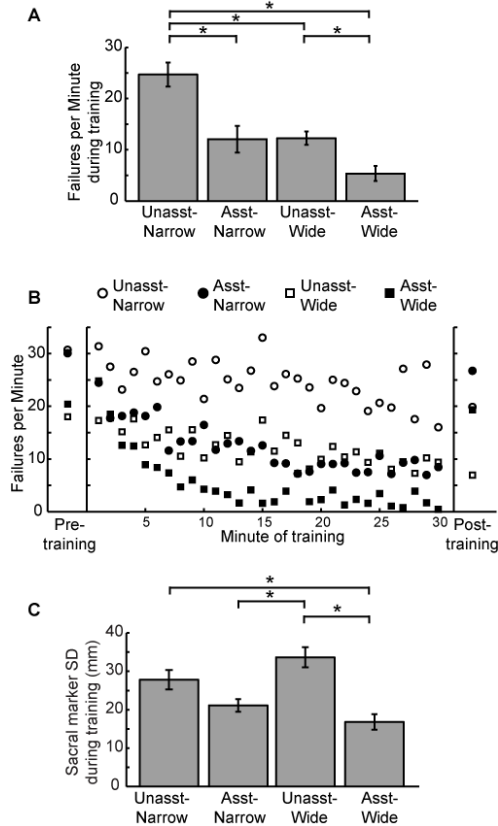 A
*
*
*
*
Failures per Minute
during training
30
20
10
0
Unasst-
Narrow
Asst-
Narrow
Unasst-
Wide
Asst-
Wide
B
Unasst-
Narrow
Asst-
Narrow
Unasst-
Wide
Asst-
Wide
Failures per Minute
30
20
10
0
5
10
15
20
25
30
Pre-
training
Minute of training
Post-
training
C
*
*
*
Sacral marker SD
during training (mm)
40
30
20
10
0
Unasst-
Narrow
Asst-
Narrow
Unasst-
Wide
Asst-
Wide